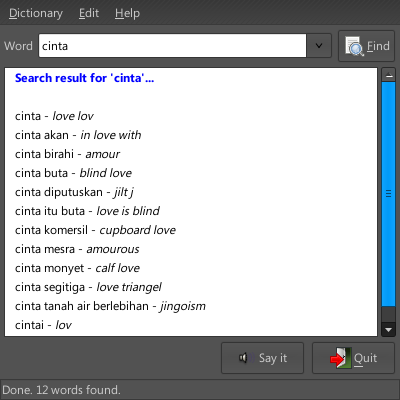 Dictionary Edit Help
Word cinta Find
Search result for 'cinta'...
cinta - love lov
cinta akan - in love with
cinta birahi - amour
cinta buta - blind love
cinta diputuskan - jilt j
cinta itu buta - love is blind
cinta komersil - cupboard love
cinta mesra - amourous
cinta monyet - calf love
cinta segitiga - love triangel
cinta tanah air berlebihan - jingoism
cintai - lov
Say it Quit
Done. 12 words found.